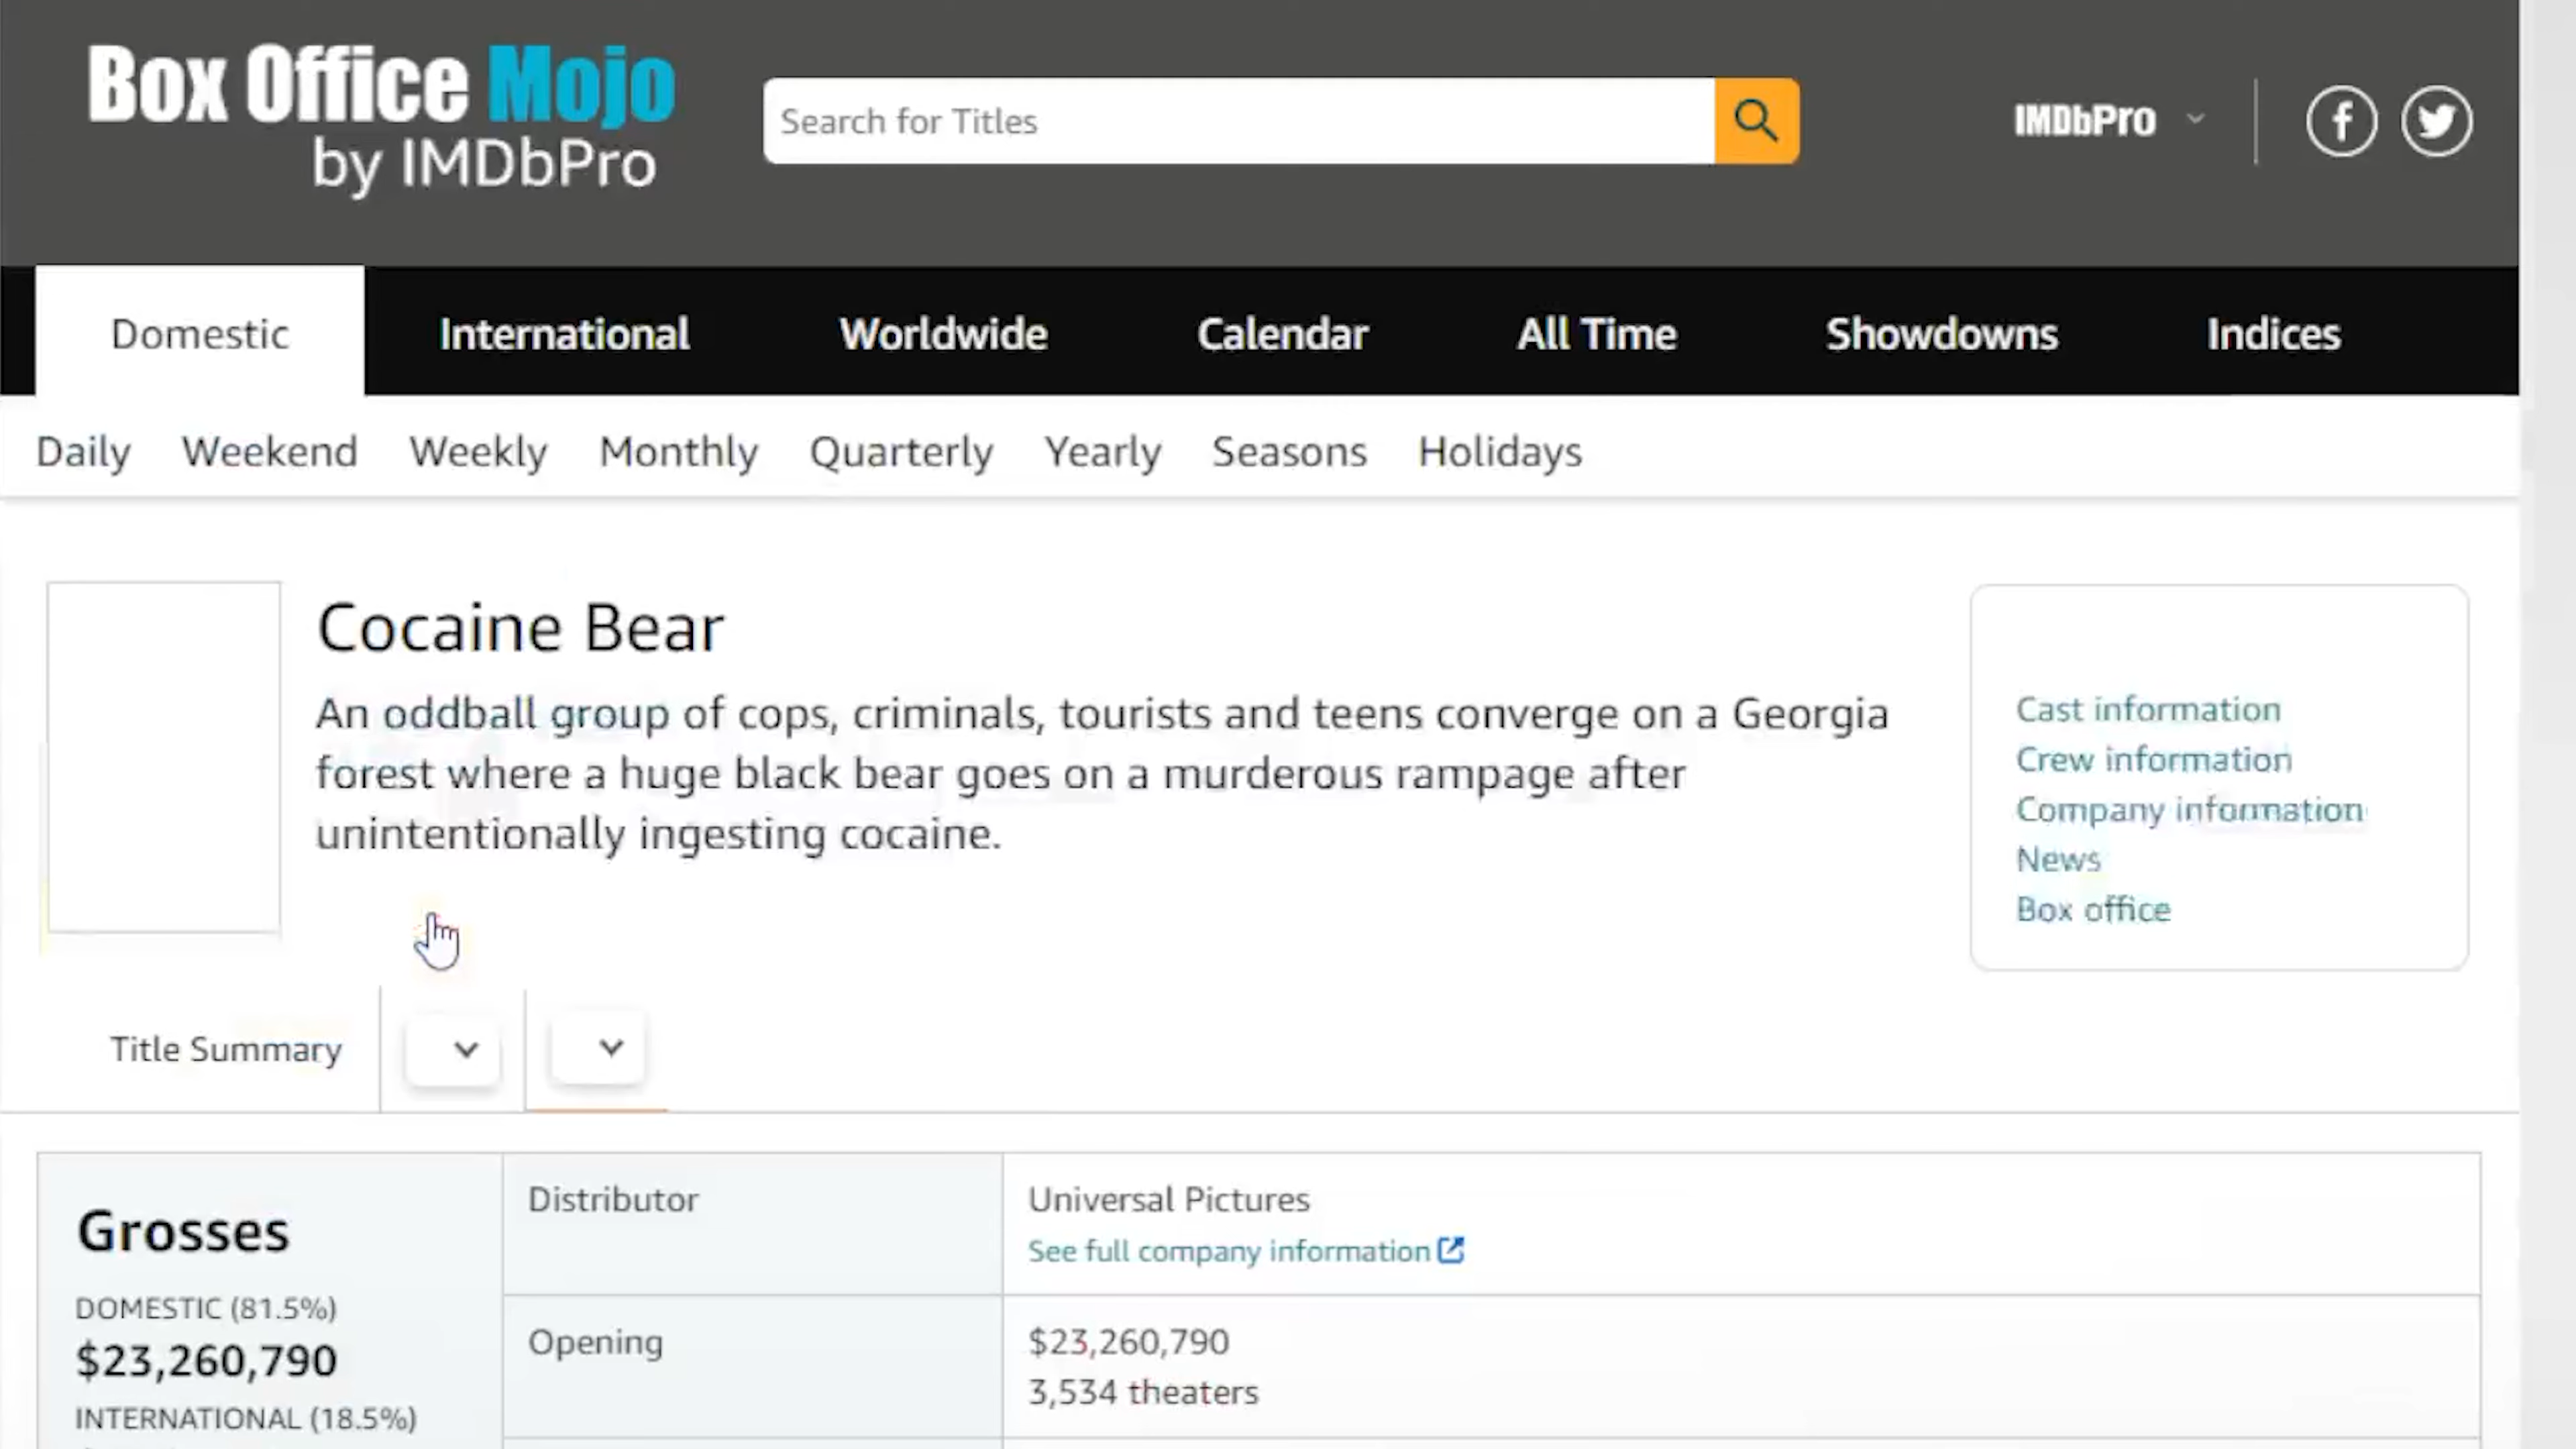 Box Office Mojo
by IMDbPro
Search for Titles
IMDbPro
Domestic
International
Worldwide
Calendar
All Time
Showdowns
Indices
Daily
Weekend
Weekly
Monthly
Quarterly
Yearly
Seasons
Holidays
Cocaine Bear
An oddball group of cops, criminals, tourists and teens converge on a Georgia
forest where a huge black bear goes on a murderous rampage after
unintentionally ingesting cocaine.
Cast information
Crew information
Company information
News
Box office
Title Summary
Grosses
DOMESTIC (81.5%)
$23,260,790
INTERNATIONAL (18.5%)
Distributor
Universal Pictures
See full company information
Opening
$23,260,790
3,534 theaters